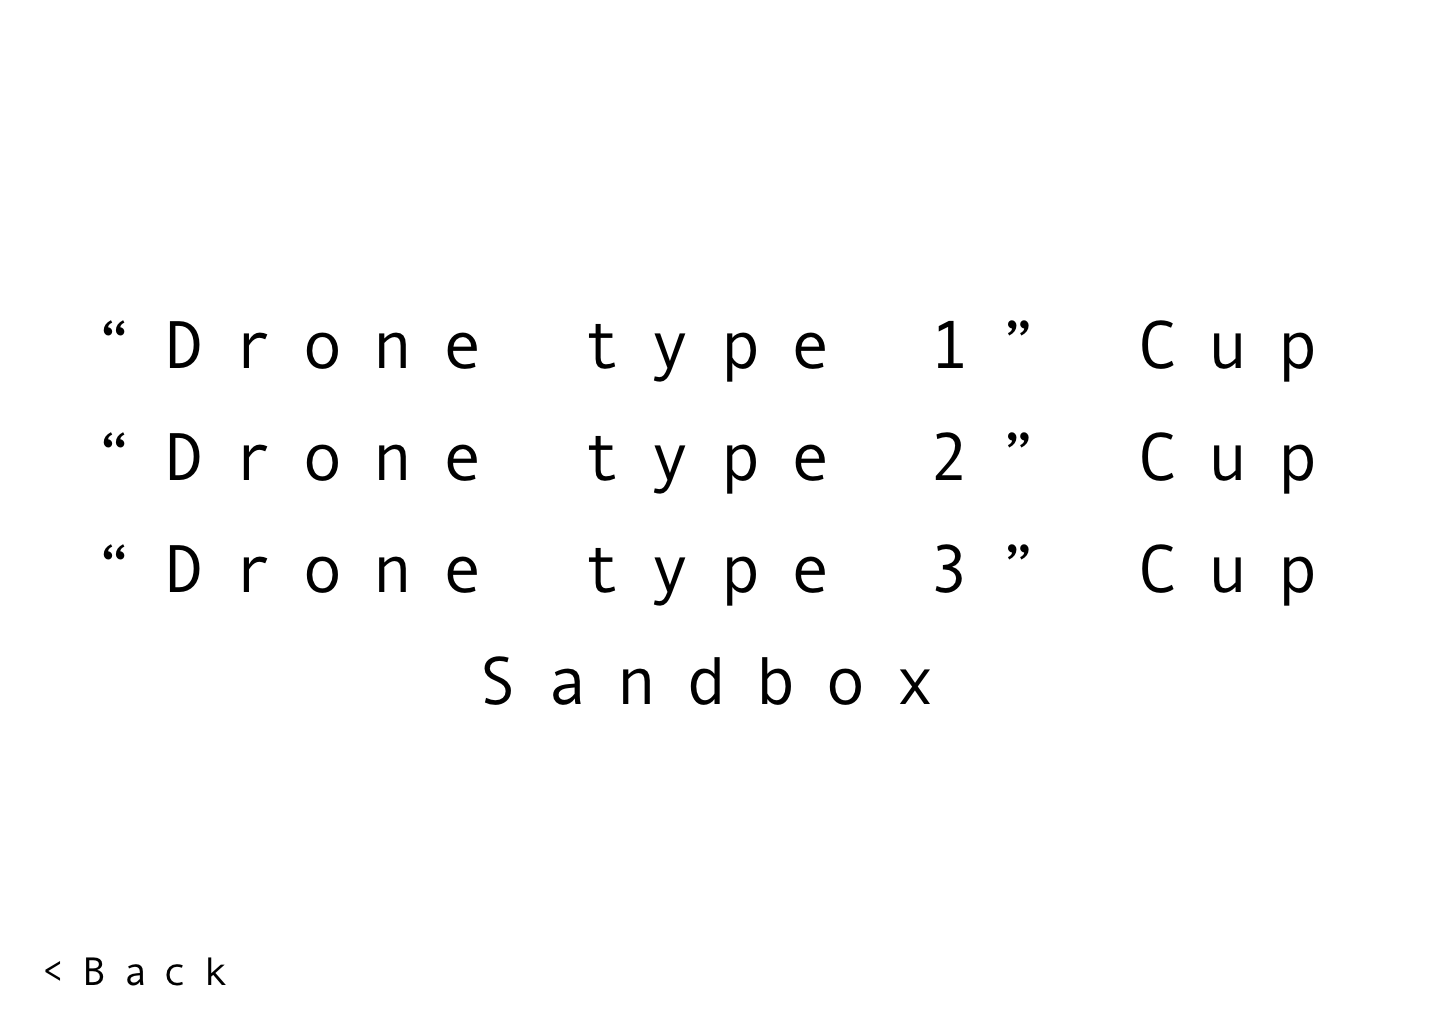 “Drone type 1” Cup
“Drone type 2” Cup
“Drone type 3” Cup
Sandbox
<Back